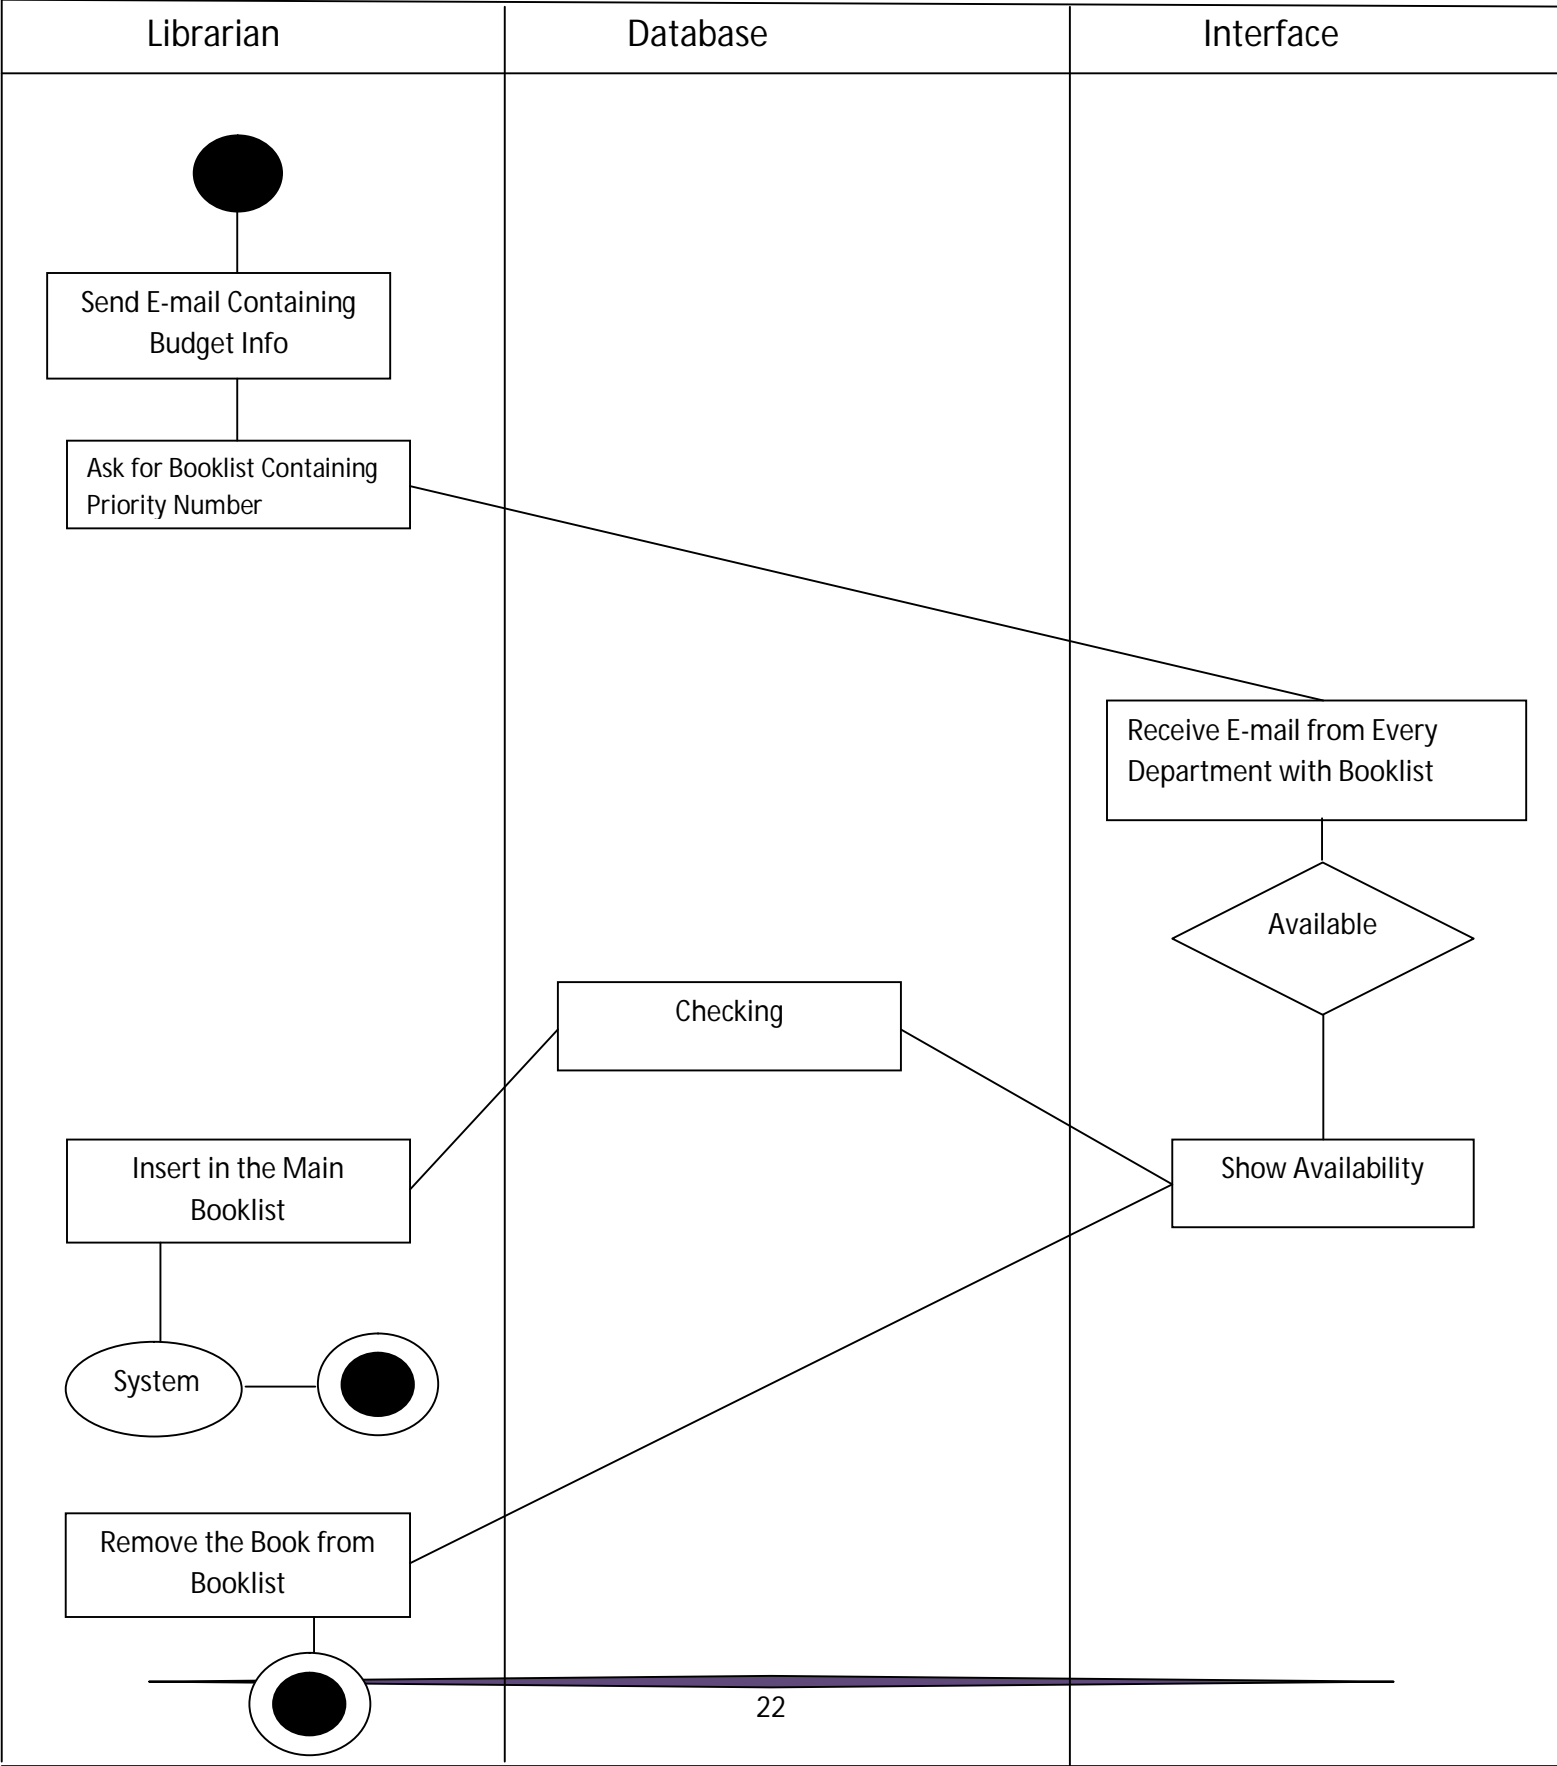 Librarian
Database
Interface
Send E-mail Containing
Budget Info
Ask for Booklist Containing
Priority Number
Receive E-mail from Every
Department with Booklist
Available
Checking
Insert in the Main
Booklist
Show Availability
System
Remove the Book from
Booklist
22